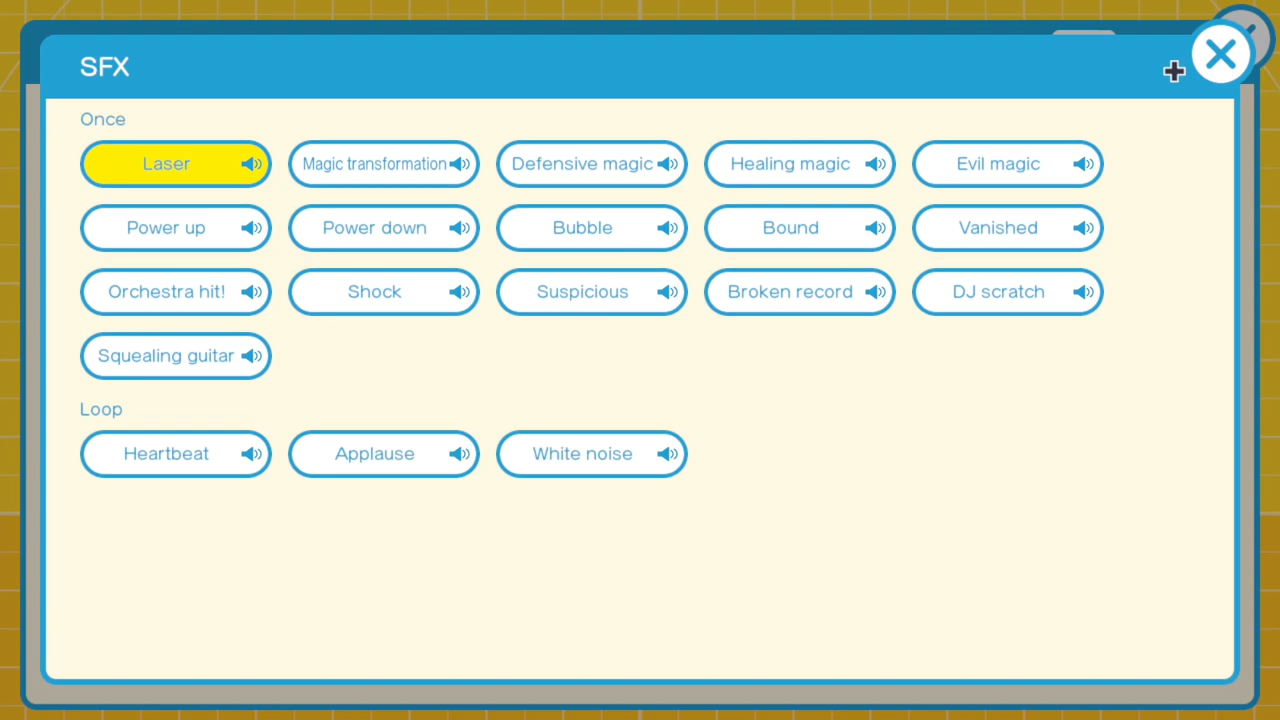 SFX
Once
Laser
Magic transformation
Defensive magic
Healing magic
Evil magic
Power up
Power down
Bubble
Bound
Vanished
Orchestra hit!
Shock
Suspicious
Broken record
DJ scratch
Squealing guitar
Loop
Heartbeat
Applause
White noise